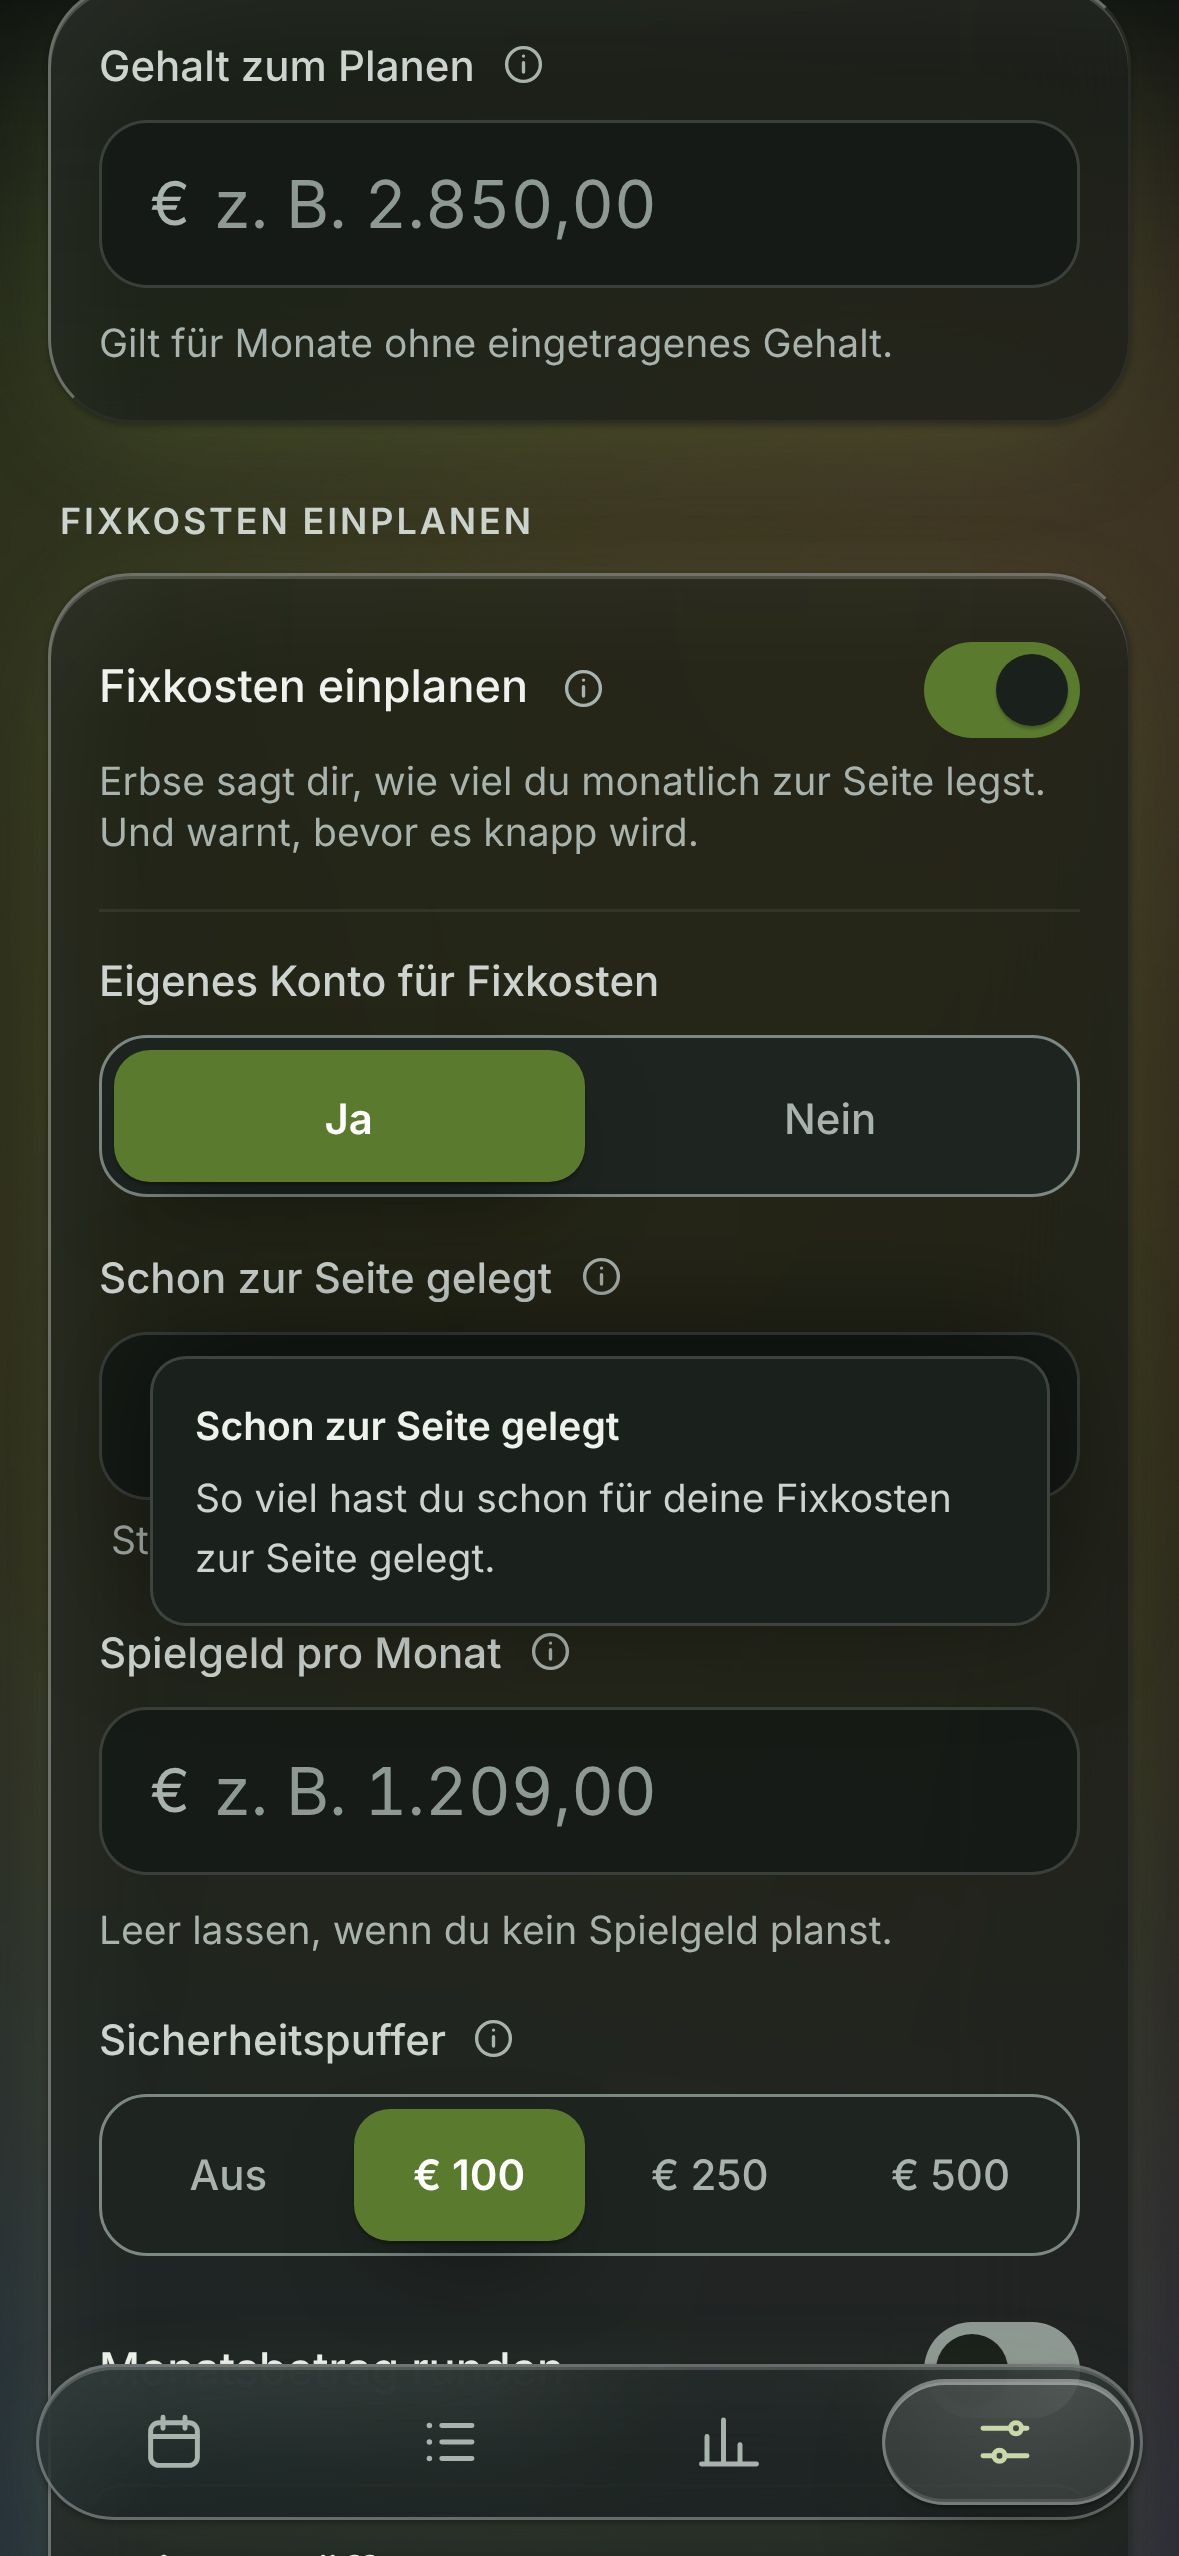 Gehalt zum Planen
€ z. B. 2.850,00
Gilt für Monate ohne eingetragenes Gehalt.
FIXKOSTEN EINPLANEN
Fixkosten einplanen
Erbse sagt dir, wie viel du monatlich zur Seite legst.
Und warnt, bevor es knapp wird.
Eigenes Konto für Fixkosten
Ja
Nein
Schon zur Seite gelegt
Schon zur Seite gelegt
So viel hast du schon für deine Fixkosten
zur Seite gelegt.
St
Spielgeld pro Monat
€ z. B. 1.209,00
Leer lassen, wenn du kein Spielgeld planst.
Sicherheitspuffer
Aus
€ 100
€ 250
€ 500
Monatsbetrag runden